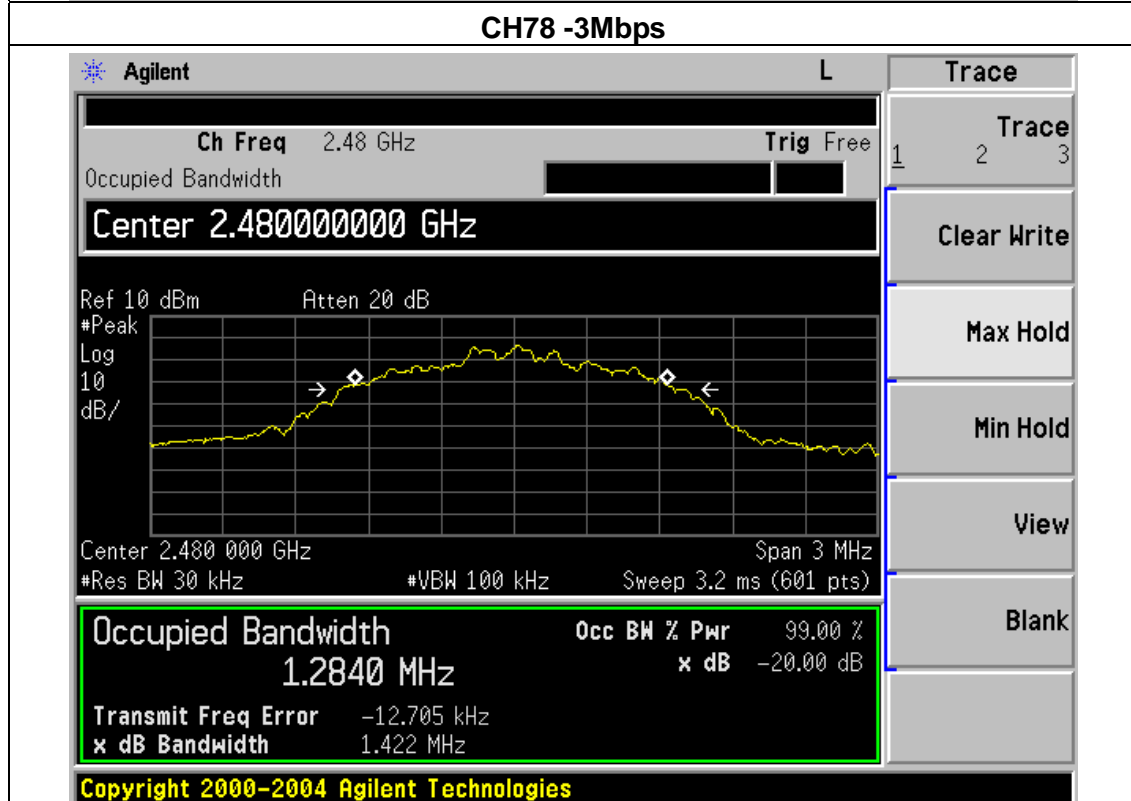 CH78 -3Mbps
Agilent L Trace
Ch Freq 2.48 GHz Trig Free
Occupied Bandwidth
Center 2.480000000 GHz
Ref 10 dBm Atten 20 dB
#Peak
Log
10
dB/
Center 2.480 000 GHz Span 3 MHz
#Res BW 30 kHz #VBW 100 kHz Sweep 3.2 ms (601 pts)
Occupied Bandwidth Occ BW % Pwr 99.00 %
1.2840 MHz x dB -20.00 dB
Transmit Freq Error -12.705 kHz
x dB Bandwidth 1.422 MHz
Copyright 2000-2004 Agilent Technologies
Trace
1 2 3
Clear Write
Max Hold
Min Hold
View
Blank